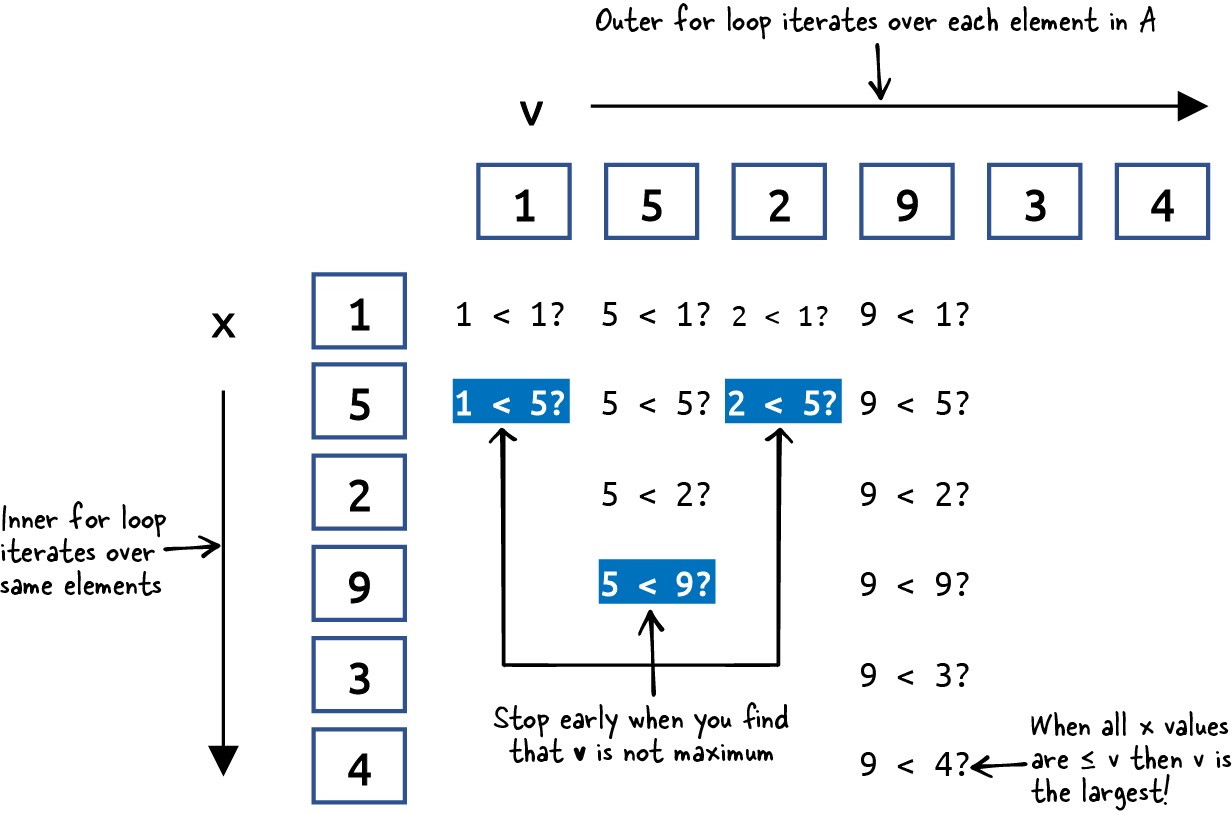 Outer for loop iterates over each element in A
v
1 5 2 9 3 4
x
1 1 < 1? 5 < 1? 2 < 1? 9 < 1?
5 1 < 5? 5 < 5? 2 < 5? 9 < 5?
2 5 < 2? 9 < 2?
Inner for loop
iterates over
same elements
9 5 < 9? 9 < 9?
3 9 < 3?
Stop early when you find
that v is not maximum
4 9 < 4?
When all x values
are ≤ v then v is
the largest!